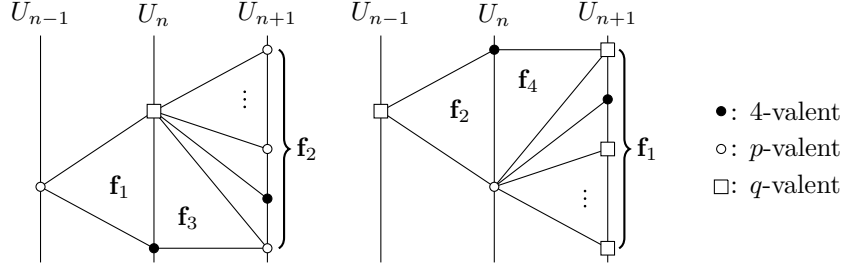 U_{n-1} U_n U_{n+1} U_{n-1} U_n U_{n+1}
f_4
⋮ f_2
f_1 f_2 f_1
f_3 ⋮
●: 4-valent
○: p-valent
□: q-valent